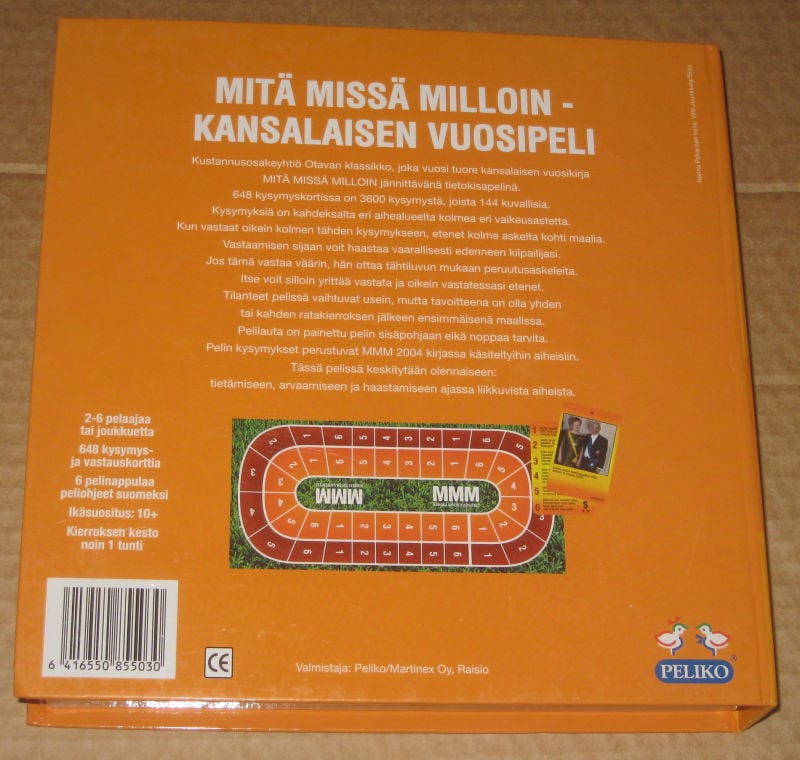 MITÄ MISSÄ MILLOIN -
KANSALAISEN VUOSIPELI
Kustannusosakeyhtiö Otavan klassikko, joka vuosi tuore kansalaisen vuosikirja
MITÄ MISSÄ MILLOIN jännittävänä tietokisapelinä.
648 kysymyskortissa on 3600 kysymystä, joista 144 kuvallisia.
Kysymyksiä on kahdeksalta eri aihealueelta kolmea eri vaikeusastetta.
Kun vastaat oikein kolmen tähden kysymykseen, etenet kolme askelta kohti maalia.
Vastaamisen sijaan voit haastaa vaarallisesti edenneen kilpailijasi.
Jos tämä vastaa väärin, hän ottaa tähtiluvun mukaan peruutusaskeleita.
Itse voit silloin yrittää vastata ja oikein vastatessasi etenet.
Tilanteet pelissä vaihtuvat usein, mutta tavoitteena on olla yhden
tai kahden ratakierroksen jälkeen ensimmäisenä maalissa.
Pelilauta on painettu pelin sisäpohjaan eikä noppaa tarvita.
Pelin kysymykset perustuvat MMM 2004 kirjassa käsiteltyihin aiheisiin.
Tässä pelissä keskitytään olennaiseen:
tietämiseen, arvaamiseen ja haastamiseen ajassa liikkuvista aiheista.
2-6 pelaajaa
tai joukkuetta
648 kysymys-
ja vastauskorttia
6 pelinappulaa
peliohjeet suomeksi
Ikäsuositus: 10+
Kierroksen kesto
noin 1 tunti
MMM
MMM
1
2
3
4
5
6
S
6 416550 855030
CE
Valmistaja: Peliko/Martinex Oy, Raisio
PELIKO